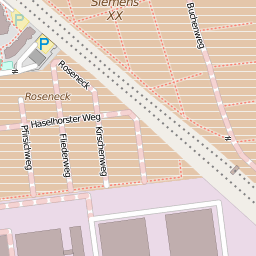 Siemens
XX
Buchenweg
P
P
Roseneck
Roseneck
Haselhorster Weg
Pfirsichweg
Fliederweg
Kirschenweg